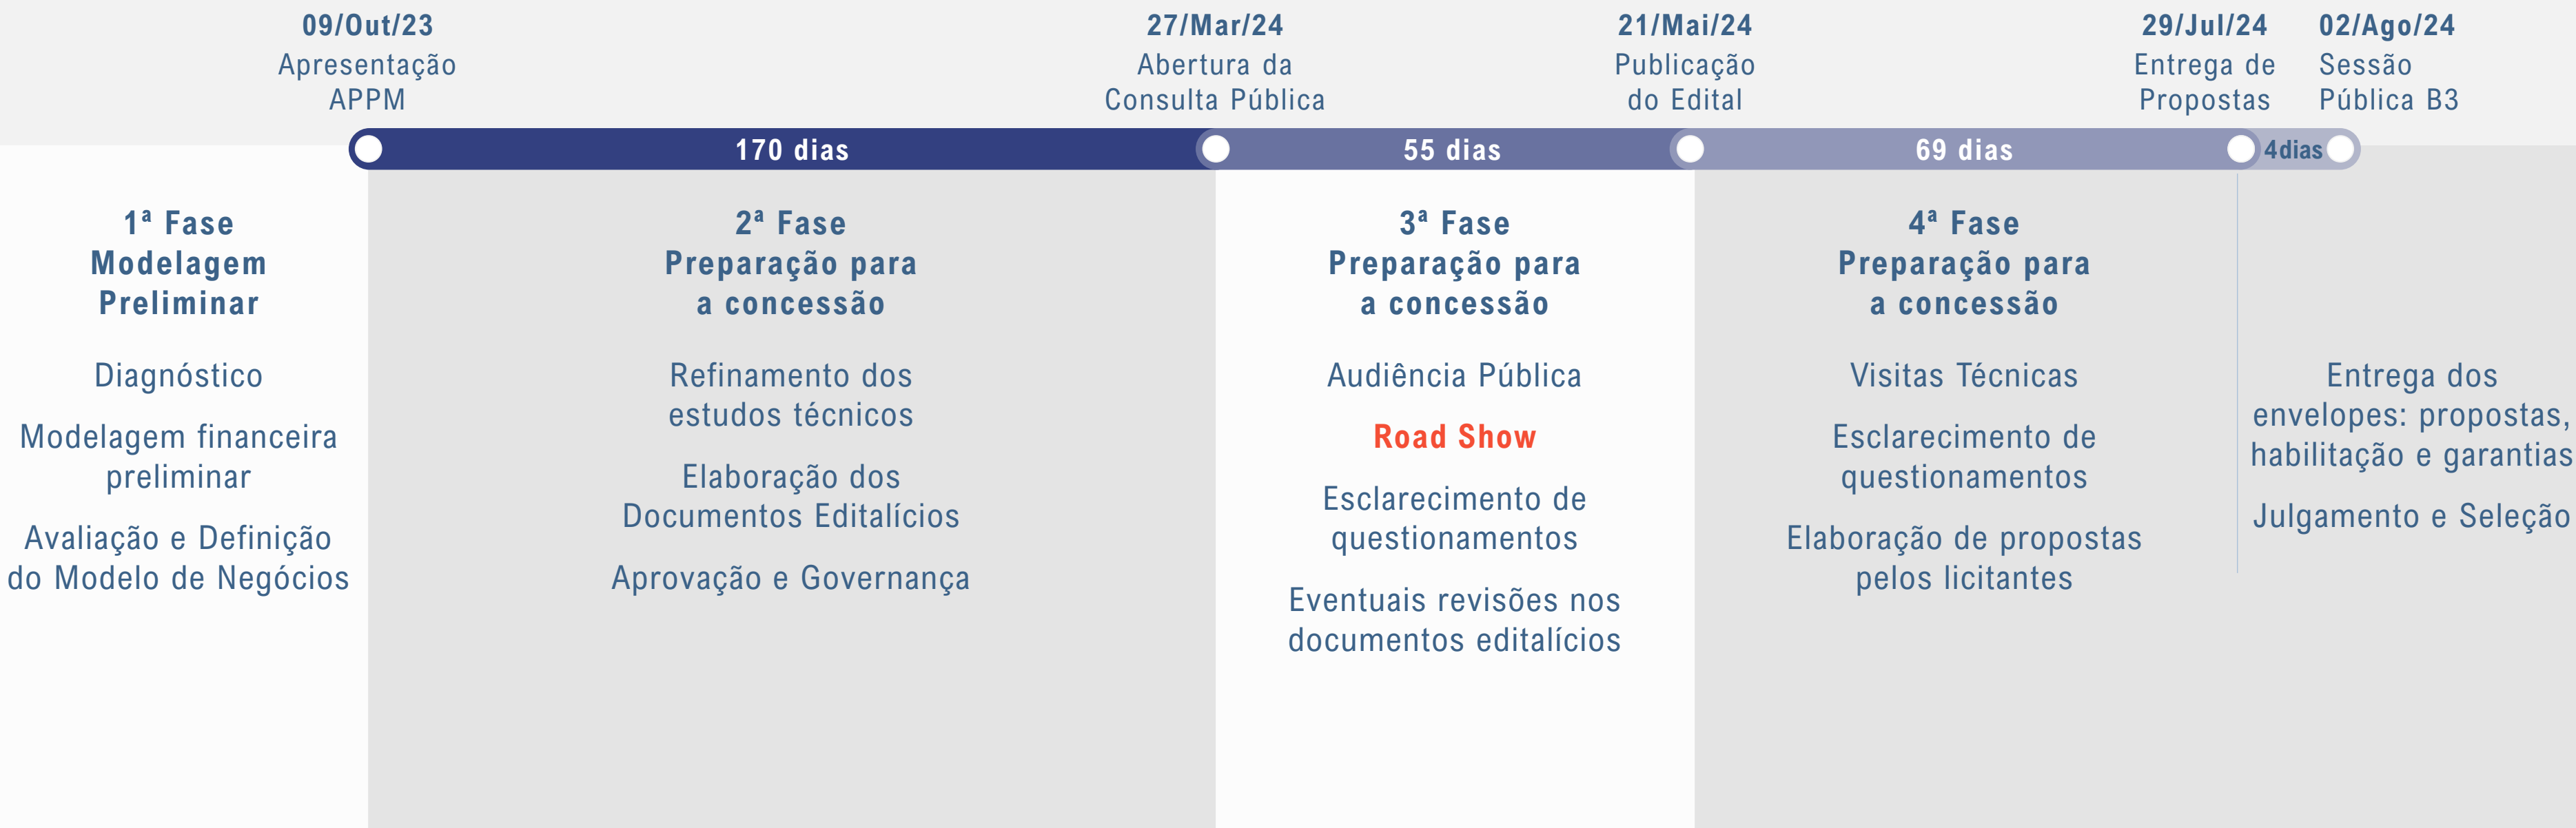 09/Out/23
Apresentação
APPM
27/Mar/24
Abertura da
Consulta Pública
21/Mai/24
Publicação
do Edital
29/Jul/24
Entrega de
Propostas
02/Ago/24
Sessão
Pública B3
170 dias
55 dias
69 dias
4dias
1ª Fase
Modelagem
Preliminar
Diagnóstico
Modelagem financeira
preliminar
Avaliação e Definição
do Modelo de Negócios
2ª Fase
Preparação para
a concessão
Refinamento dos
estudos técnicos
Elaboração dos
Documentos Editalícios
Aprovação e Governança
3ª Fase
Preparação para
a concessão
Audiência Pública
Road Show
Esclarecimento de
questionamentos
Eventuais revisões nos
documentos editalícios
4ª Fase
Preparação para
a concessão
Visitas Técnicas
Esclarecimento de
questionamentos
Elaboração de propostas
pelos licitantes
Entrega dos
envelopes: propostas,
habilitação e garantias
Julgamento e Seleção